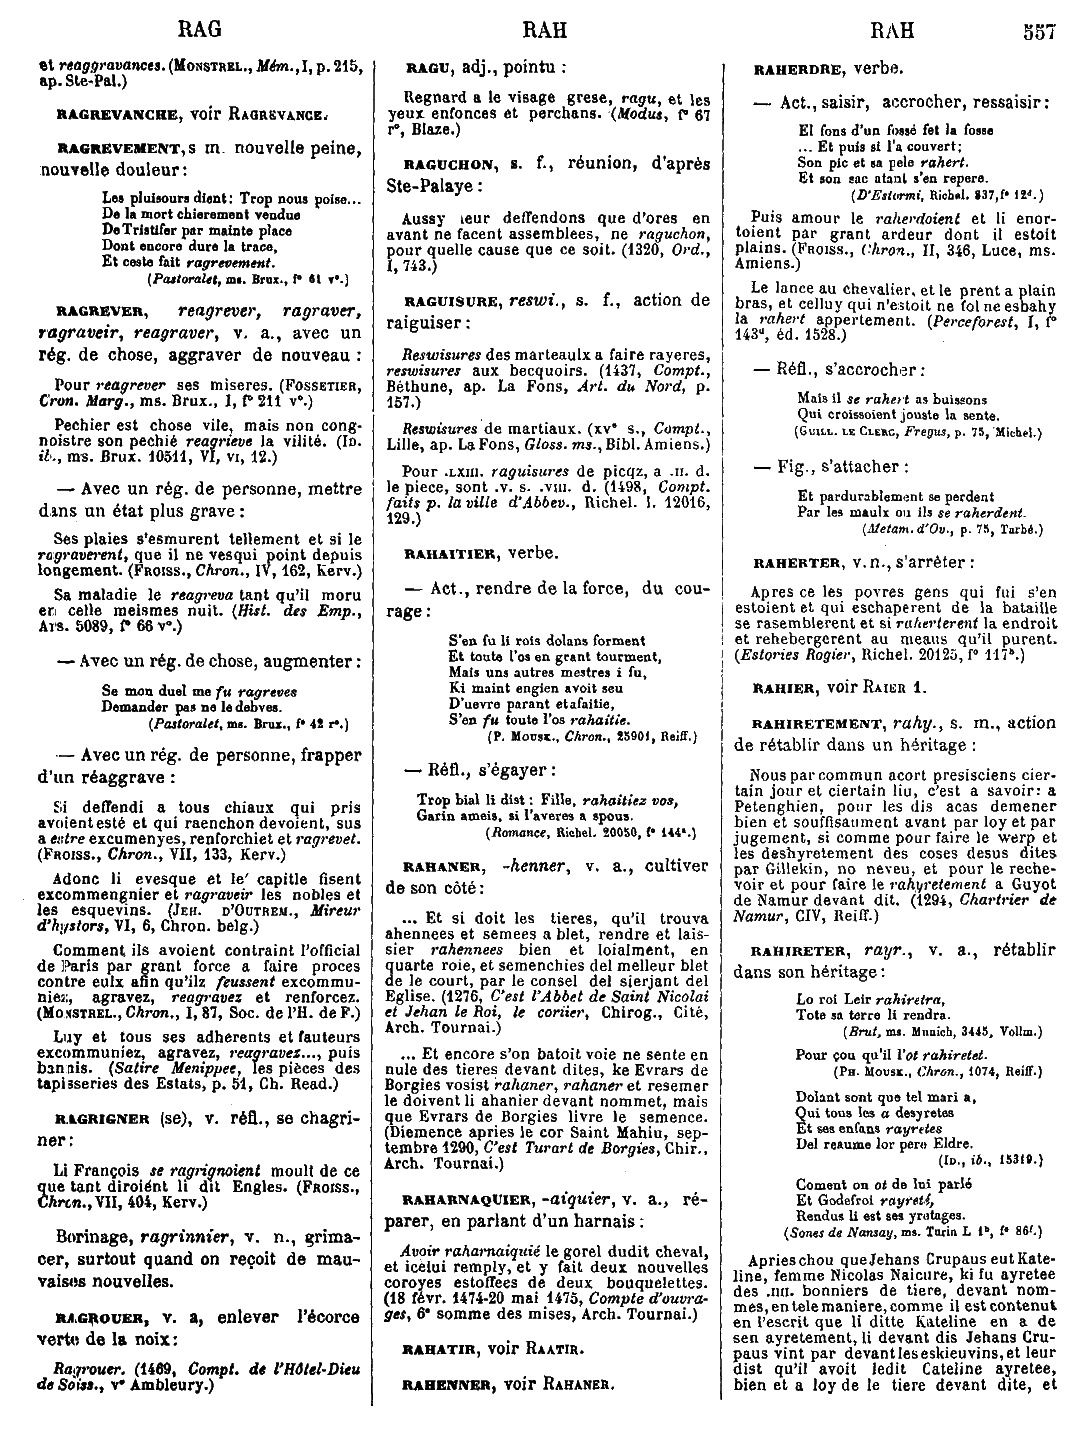 RAG
RAH
RAH
557
et reaggravances. (MONSTREL., Mém., I, p. 215,
ap. Ste-Pal.)
RAGREVANCHE, voir RAGREVANCE.
RAGREVEMENT, s m. nouvelle peine,
nouvelle douleur :
Les pluisours dient: Trop nous poise...
De la mort chierement vendue
De Tristifer par mainte place
Dont encore dure la trace,
Et ceste fait ragrevement.
(Pastoralet, ms. Brux., f° 61 v°.)
RAGREVER, reagrever, ragraver,
ragraveir, reagraver, v. a., avec un
rég. de chose, aggraver de nouveau :
Pour reagrever ses miseres. (FOSSETIER,
Cron. Marg., ms. Brux., I, f° 211 v°.)
Pechier est chose vile, mais non cong-
noistre son pechié reagrieve la vilité. (ID.
ib., ms. Brux. 10511, VI, VI, 12.)
— Avec un rég. de personne, mettre
dans un état plus grave :
Ses plaies s'esmurent tellement et si le
ragraverent, que il ne vesqui point depuis
longement. (FROISS., Chron., IV, 162, Kerv.)
Sa maladie le reagreva tant qu'il moru
en celle meismes nuit. (Hist. des Emp.,
Ars. 5089, f° 66 v°.)
— Avec un rég. de chose, augmenter :
Se mon duel me fu ragreves
Demander pas ne le debves.
(Pastoralet, ms. Brux., f° 42 r°.)
— Avec un rég. de personne, frapper
d'un réaggrave :
Si deffendi a tous chiaux qui pris
avoient esté et qui raenchon devoient, sus
a estre excumenyes, renforchiet et ragrevet.
(FROISS., Chron., VII, 133, Kerv.)
Adonc li evesque et le' capitle fisent
excommengnier et ragraveir les nobles et
les esquevins. (JEH. D'OUTREM., Mireur
d'hystors, VI, 6, Chron. belg.)
Comment ils avoient contraint l'official
de Paris par grant force a faire proces
contre eulx afin qu'ilz feussent excommu-
niez, agravez, reagravez et renforcez.
(MONSTREL., Chron., I, 87, Soc. de l'H. de F.)
Luy et tous ses adherents et fauteurs
excommuniez, agravez, reagravez..., puis
bannis. (Satire Menippee, les pièces des
tapisseries des Estats, p. 51, Ch. Read.)
RAGRIGNER (se), v. réfl., se chagri-
ner :
Li François se ragrignoient moult de ce
que tant diroiént li dit Engles. (FROISS.,
Chron., VII, 404, Kerv.)
Borinage, ragrinnier, v. n., grima-
cer, surtout quand on reçoit de mau-
vaises nouvelles.
RAGROUER, v. a, enlever l'écorce
verte de la noix :
Ragrouer. (1469, Compt. de l'Hôtel-Dieu
de Soiss., v° Ambleury.)
RAGU, adj., pointu :
Regnard a le visage grese, ragu, et les
yeux enfonces et perchans. (Modus, f° 67
r°, Blaze.)
RAGUCHON, s. f., réunion, d'après
Ste-Palaye :
Aussy leur deffendons que d'ores en
avant ne facent assemblees, ne raguchon,
pour quelle cause que ce soit. (1320, Ord.,
I, 743.)
RAGUISURE, reswi., s. f., action de
raiguiser :
Reswisures des marteaulx a faire rayeres,
reswisures aux becquoirs. (1437, Compt.,
Béthune, ap. La Fons, Art. du Nord, p.
157.)
Reswisures de martiaux. (XV° s., Compt.,
Lille, ap. La Fons, Gloss. ms., Bibl. Amiens.)
Pour .LXIII. raguisures de picqz, a .II. d.
le piece, sont .V. s. .VIII. d. (1498, Compt.
faits p. la ville d'Abbev., Richel. l. 12016,
129.)
RAHAITIER, verbe.
— Act., rendre de la force, du cou-
rage :
S'en fu li rois dolans forment
Et toute l'os en grant tourment,
Mais uns autres mestres i fu,
Ki maint engien avoit seu
D'uevre parant etafaitie,
S'en fu toute l'os rahaitie.
(P. MOUSK., Chron., 25901, Reiff.)
— Réfl., s'égayer :
Trop bial li dist : Fille, rahaitiez vos,
Garin ameis, si l'averes a spous.
(Romance, Richel. 20050, f° 144ᵃ.)
RAHANER, -henner, v. a., cultiver
de son côté :
... Et si doit les tieres, qu'il trouva
ahennees et semees a blet, rendre et lais-
sier rahennees bien et loialment, en
quarte roie, et semenchies del melleur blet
de le court, par le consel del sierjant del
Eglise. (1276, C'est l'Abbet de Saint Nicolai
et Jehan le Roi, le coriier, Chirog., Cité,
Arch. Tournai.)
... Et encore s'on batoit voie ne sente en
nule des tieres devant dites, ke Evrars de
Borgies vosist rahaner, rahaner et resemer
le doivent li ahanier devant nommet, mais
que Evrars de Borgies livre le semence.
(Diemence apries le cor Saint Mahiu, sep-
tembre 1290, C'est Turart de Borgies, Chir.,
Arch. Tournai.)
RAHARNAQUIER, -aiquier, v. a., ré-
parer, en parlant d'un harnais :
Avoir raharnaiquié le gorel dudit cheval,
et icelui remply, et y fait deux nouvelles
coroyes estoffees de deux bouquelettes.
(18 févr. 1474-20 mai 1475, Compte d'ouvra-
ges, 6° somme des mises, Arch. Tournai.)
RAHATIR, voir RAATIR.
RAHENNER, voir RAHANER.
RAHERDRE, verbe.
— Act., saisir, accrocher, ressaisir :
El fons d'un fossé fet la fosse
... Et puis si l'a couvert;
Son pic et sa pele rahert.
Et son sac atant s'en repere.
(D'Estormi, Richel. 837, f° 12ᵈ.)
Puis amour le raherdoient et li enor-
toient par grant ardeur dont il estoit
plains. (FROISS., Chron., II, 346, Luce, ms.
Amiens.)
Le lance au chevalier, et le prent a plain
bras, et celluy qui n'estoit ne fol ne esbahy
la rahert appertement. (Perceforest, I, f°
143ᵈ, éd. 1528.)
— Réfl., s'accrocher :
Mais il se rahert as buissons
Qui croissoient jouste la sente.
(GUILL. LE CLERC, Fregus, p. 75, Michel.)
— Fig., s'attacher :
Et pardurablement se perdent
Par les maulx ou ils se raherdent.
(Metam. d'Ov., p. 75, Tarbé.)
RAHERTER, v. n., s'arrêter :
Apres ce les povres gens qui fui s'en
estoient et qui eschaperent de la bataille
se rasemblerent et si raherterent la endroit
et rehebergerent au meaus qu'il purent.
(Estories Rogier, Richel. 20125, f° 117ᵇ.)
RAHIER, voir RAIER 1.
RAHIRETEMENT, rahy., s. m., action
de rétablir dans un héritage :
Nous par commun acort presisciens cier-
tain jour et ciertain liu, c'est a savoir: a
Petenghien, pour les dis acas demener
bien et souffisaument avant par loy et par
jugement, si comme pour faire le werp et
les deshyretement des coses desus dites
par Gillekin, no neveu, et pour le reche-
voir et pour faire le rahyretement a Guyot
de Namur devant dit. (1294, Chartrier de
Namur, CIV, Reiff.)
RAHIRETER, rayr., v. a., rétablir
dans son héritage :
Lo roi Leir rahiretra,
Tote sa terre li rendra.
(Brut, ms. Munich, 3445, Vollm.)
Pour çou qu'il l'ot rahiretet.
(PH. MOUSK., Chron., 1074, Reiff.)
Dolant sont que tel mari a,
Qui tous les a desyretes
Et ses enfans rayretes
Del reaume lor pere Eldre.
(ID., ib., 15319.)
Coment on ot de lui parlé
Et Godefroi rayreté,
Rendus li est ses yretages.
(Sones de Nansay, ms. Turin L 1ᵇ, f° 86ᶠ.)
Apries chou que Jehans Crupaus eut Kate-
line, femme Nicolas Naicure, ki fu ayretee
des .IIII. bonniers de tiere, devant nom-
mes, en tele maniere, comme il est contenut
en l'escrit que li ditte Kateline en a de
sen ayretement, li devant dis Jehans Cru-
paus vint par devant les eskieuvins, et leur
dist qu'il avoit ledit Cateline ayretee,
bien et a loy de le tiere devant dite, et